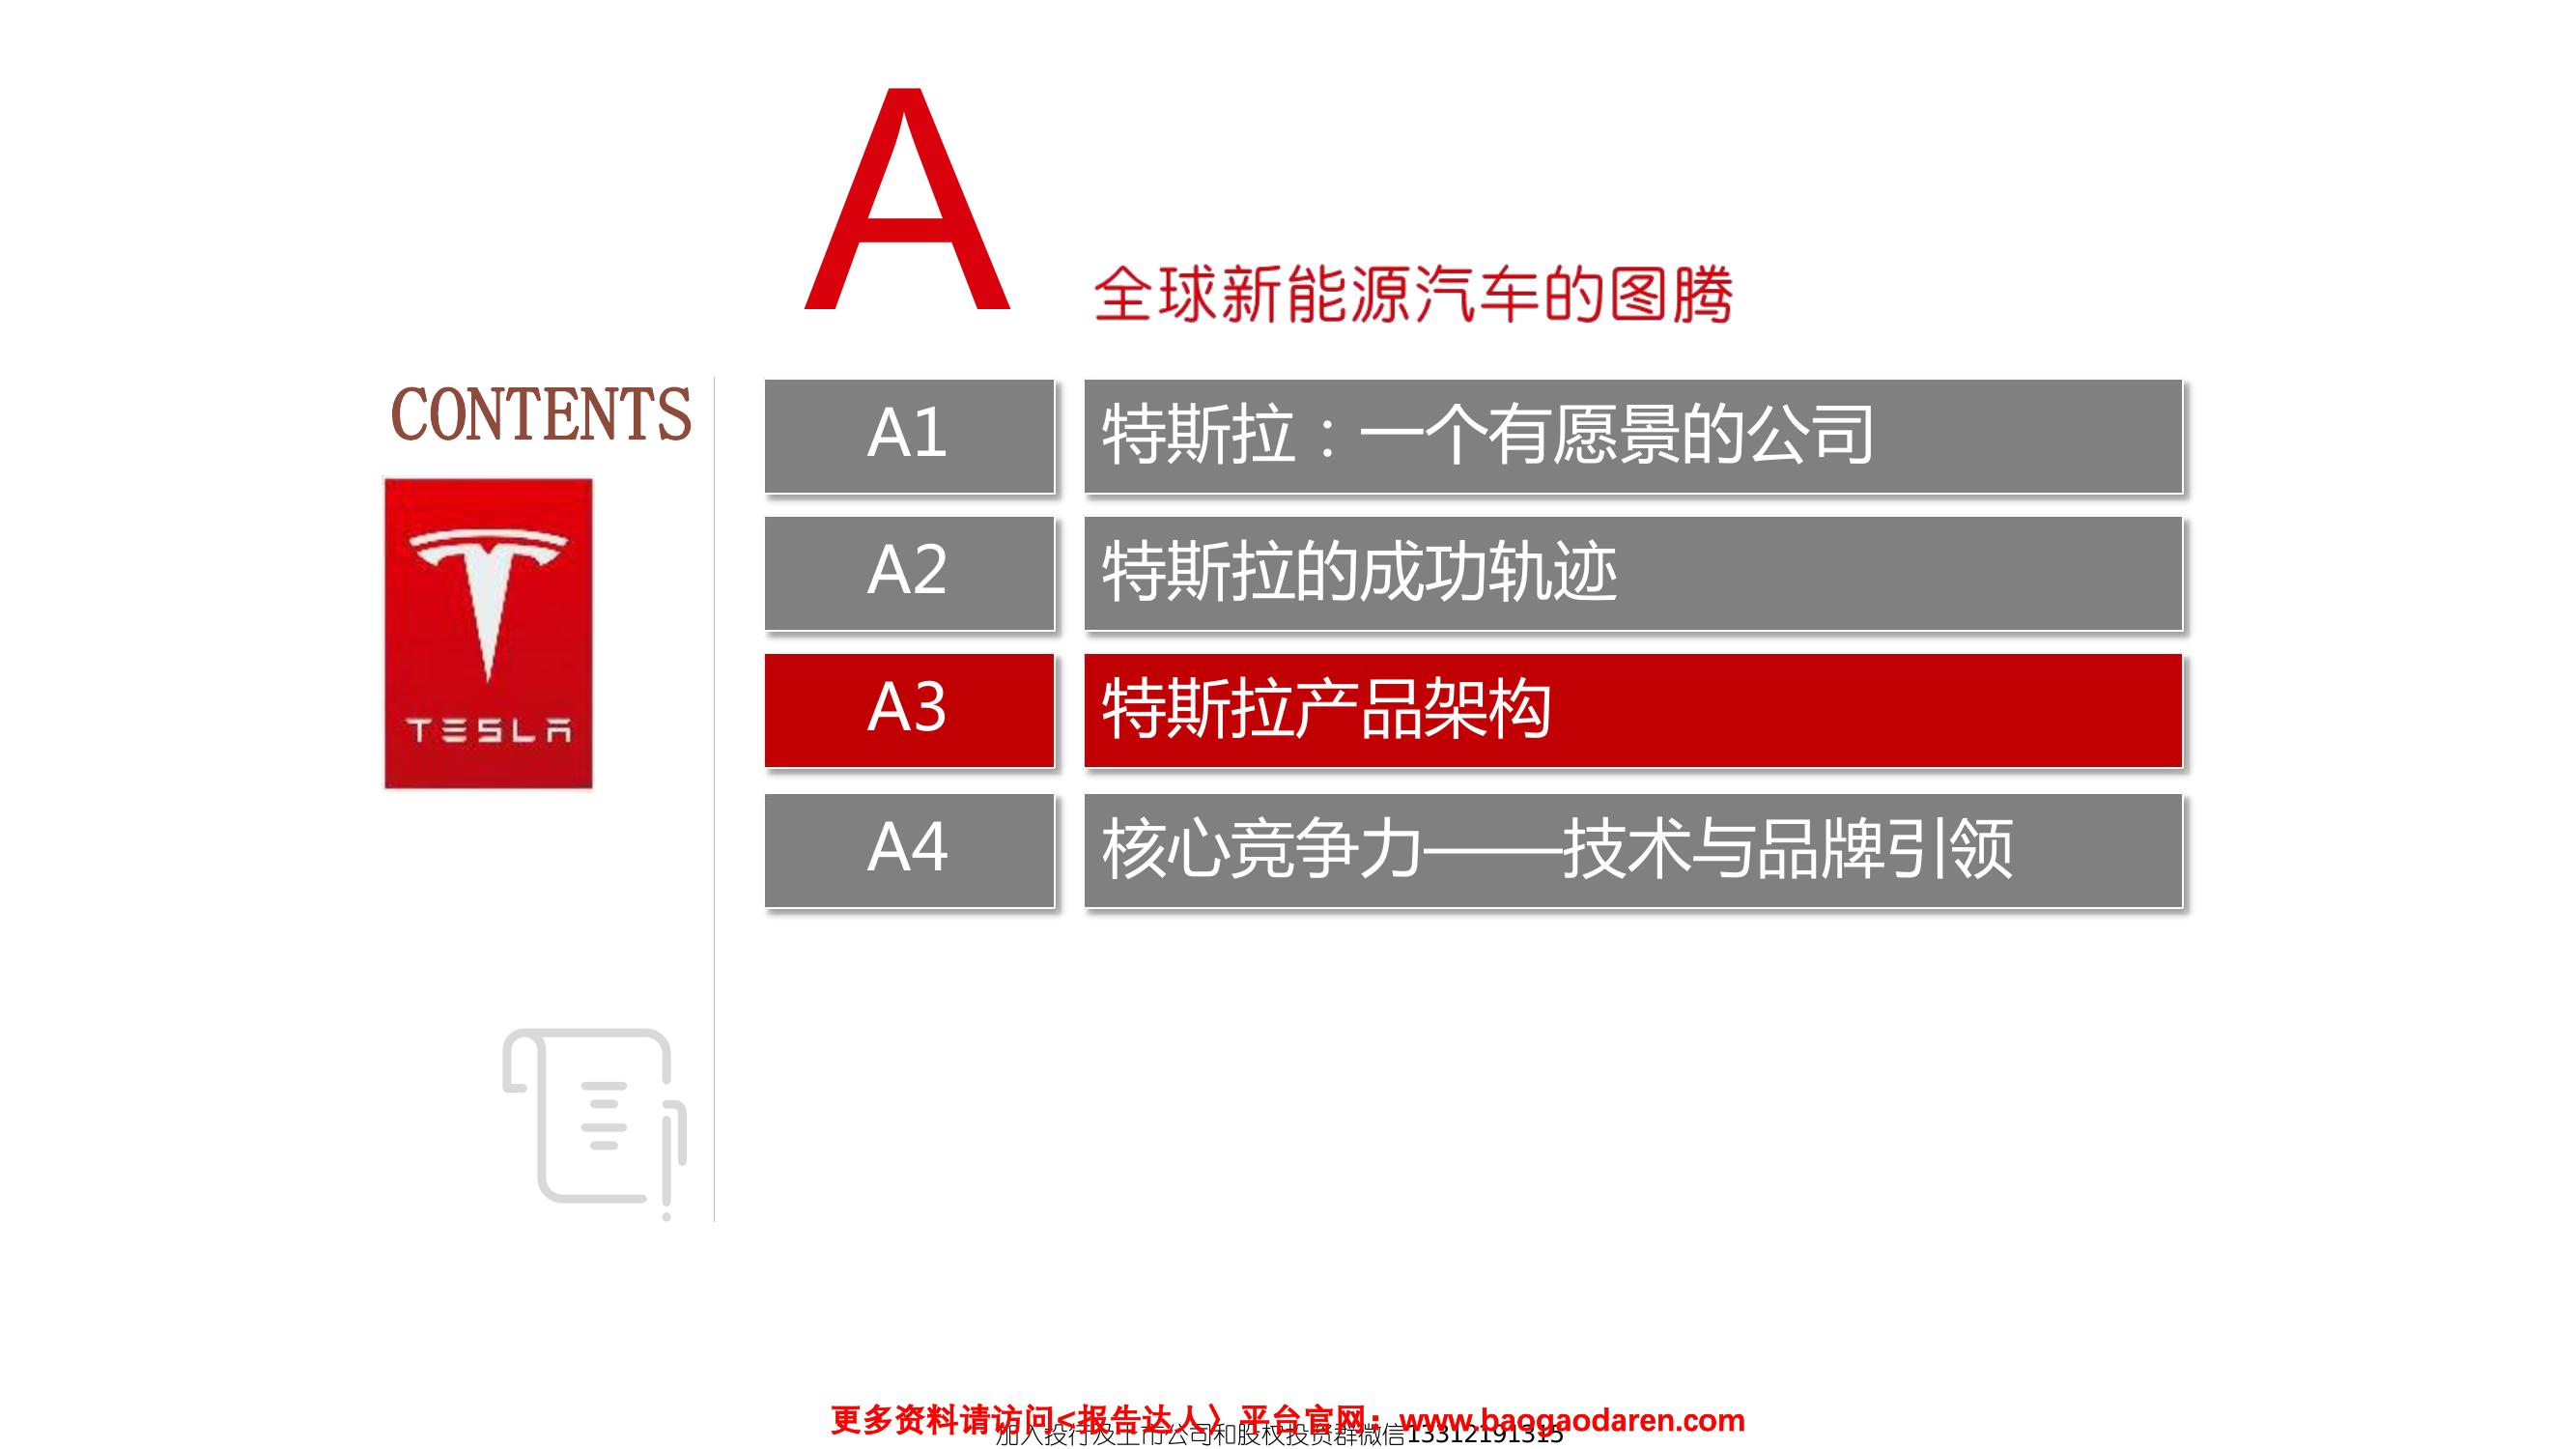 A
全球新能源汽车的图腾
CONTENTS
TESLA
A1 特斯拉：一个有愿景的公司
A2 特斯拉的成功轨迹
A3 特斯拉产品架构
A4 核心竞争力——技术与品牌引领
更多资料请访问<报告达人〉平台官网：www.baogaodaren.com
加入投行及上市公司和股权投资群微信13312191315